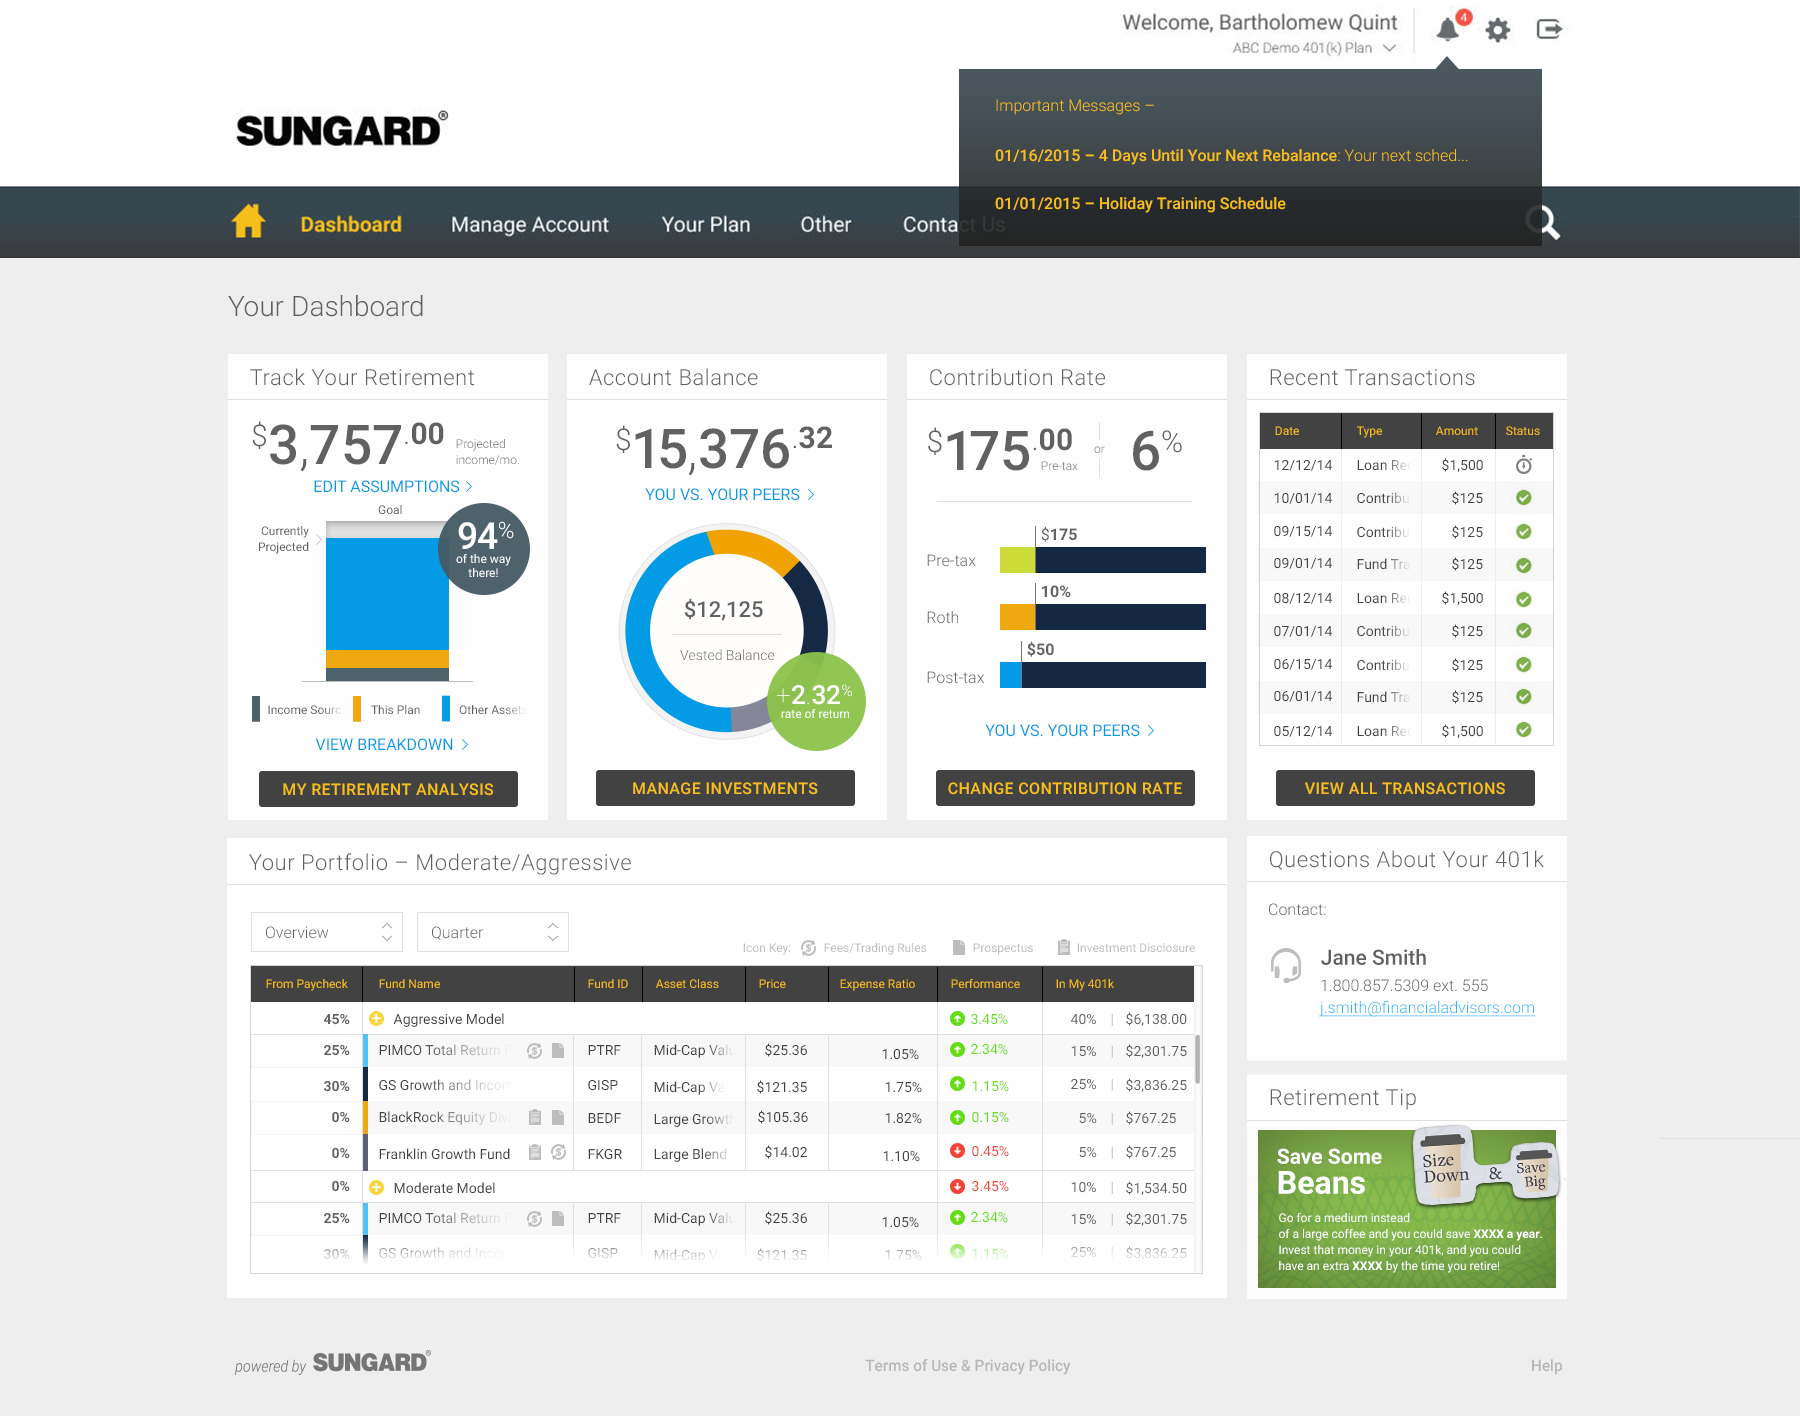 Welcome, Bartholomew Quint
4
ABC Demo 401(k) Plan
Important Messages –
01/16/2015 – 4 Days Until Your Next Rebalance: Your next sched...
01/01/2015 – Holiday Training Schedule
SUNGARD®
Dashboard
Manage Account
Your Plan
Other
Contact Us
Your Dashboard
Track Your Retirement
$3,757.00
Projected
income/mo.
EDIT ASSUMPTIONS
Goal
Currently
Projected
94%
of the way
there!
Income Sourc
This Plan
Other Assets
VIEW BREAKDOWN
MY RETIREMENT ANALYSIS
Account Balance
$15,376.32
YOU VS. YOUR PEERS
$12,125
Vested Balance
+2.32%
rate of return
MANAGE INVESTMENTS
Contribution Rate
$175.00 Pre-tax or 6%
Pre-tax $175
Roth 10%
Post-tax $50
YOU VS. YOUR PEERS
CHANGE CONTRIBUTION RATE
Recent Transactions
Date Type Amount Status
12/12/14 Loan Re $1,500
10/01/14 Contribu $125
09/15/14 Contribu $125
09/01/14 Fund Tra $125
08/12/14 Loan Re $1,500
07/01/14 Contribu $125
06/15/14 Contribu $125
06/01/14 Fund Tra $125
05/12/14 Loan Re $1,500
VIEW ALL TRANSACTIONS
Your Portfolio – Moderate/Aggressive
Overview
Quarter
Icon Key: Fees/Trading Rules Prospectus Investment Disclosure
From Paycheck Fund Name Fund ID Asset Class Price Expense Ratio Performance In My 401k
45% Aggressive Model 3.45% 40% | $6,138.00
25% PIMCO Total Return F PTRF Mid-Cap Valu $25.36 1.05% 2.34% 15% | $2,301.75
30% GS Growth and Incom GISP Mid-Cap Va $121.35 1.75% 1.15% 25% | $3,836.25
0% BlackRock Equity Divi BEDF Large Growth $105.36 1.82% 0.15% 5% | $767.25
0% Franklin Growth Fund FKGR Large Blend $14.02 1.10% 0.45% 5% | $767.25
0% Moderate Model 3.45% 10% | $1,534.50
25% PIMCO Total Return F PTRF Mid-Cap Valu $25.36 1.05% 2.34% 15% | $2,301.75
30% GS Growth and Incom GISP Mid-Cap Va $121.35 1.75% 1.15% 25% | $3,836.25
Questions About Your 401k
Contact:
Jane Smith
1.800.857.5309 ext. 555
j.smith@financialadvisors.com
Retirement Tip
Save Some
Beans
Size
Down
&
Save
Big
Go for a medium instead
of a large coffee and you could save XXXX a year.
Invest that money in your 401k, and you could
have an extra XXXX by the time you retire!
powered by SUNGARD®
Terms of Use & Privacy Policy
Help